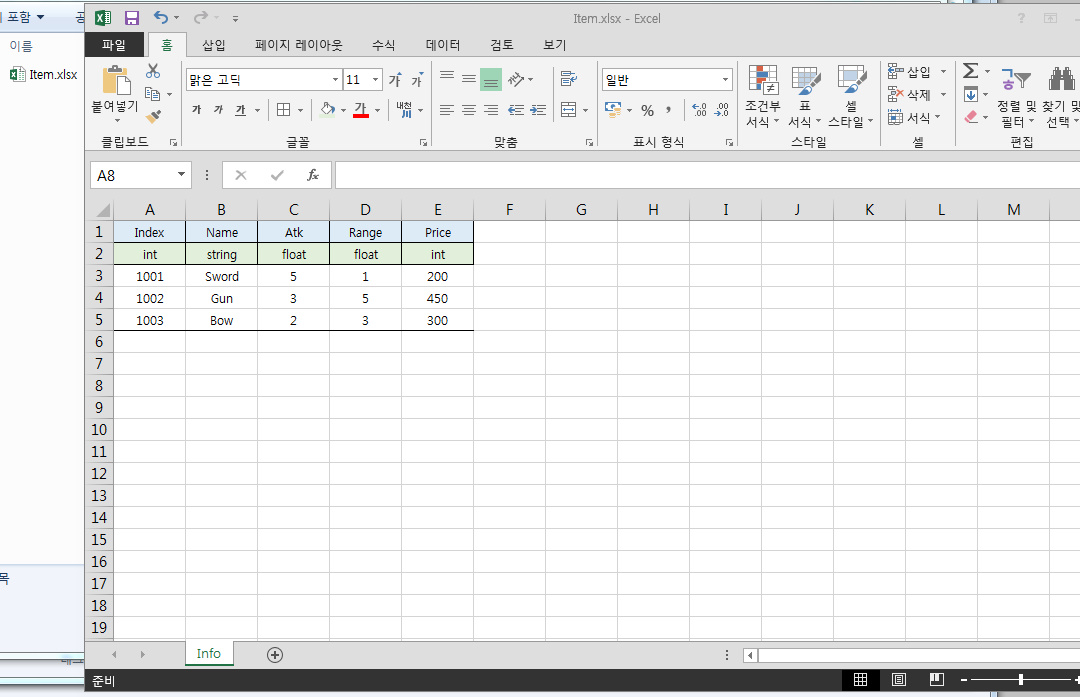 포함
이름
Item.xlsx
Item.xlsx - Excel
파일 홈 삽입 페이지 레이아웃 수식 데이터 검토 보기
붙여넣기
맑은 고딕 11
가 가
가 가 가
가
내천
일반
% ,
조건부 서식
표 서식
셀 스타일
삽입
삭제
서식
정렬 및 필터
찾기 및 선택
클립보드 글꼴 맞춤 표시 형식 스타일 셀 편집
A8
fx
A B C D E F G H I J K L M
1 Index Name Atk Range Price
2 int string float float int
3 1001 Sword 5 1 200
4 1002 Gun 3 5 450
5 1003 Bow 2 3 300
6
7
8
9
10
11
12
13
14
15
16
17
18
19
Info
준비